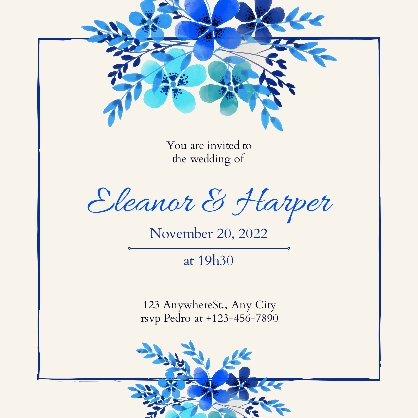 You are invited to
the wedding of
Eleanor & Harper
November 20, 2022
at 19h30
123 AnywhereSt., Any City
rsvp Pedro at +123-456-7890